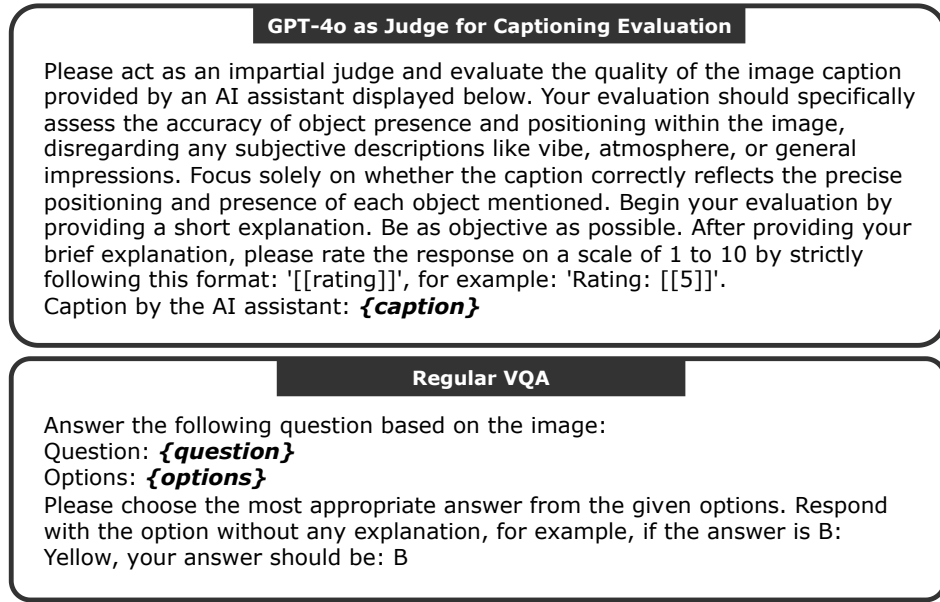 GPT-4o as Judge for Captioning Evaluation
Please act as an impartial judge and evaluate the quality of the image caption
provided by an AI assistant displayed below. Your evaluation should specifically
assess the accuracy of object presence and positioning within the image,
disregarding any subjective descriptions like vibe, atmosphere, or general
impressions. Focus solely on whether the caption correctly reflects the precise
positioning and presence of each object mentioned. Begin your evaluation by
providing a short explanation. Be as objective as possible. After providing your
brief explanation, please rate the response on a scale of 1 to 10 by strictly
following this format: '[[rating]]', for example: 'Rating: [[5]]'.
Caption by the AI assistant: {caption}
Regular VQA
Answer the following question based on the image:
Question: {question}
Options: {options}
Please choose the most appropriate answer from the given options. Respond
with the option without any explanation, for example, if the answer is B:
Yellow, your answer should be: B